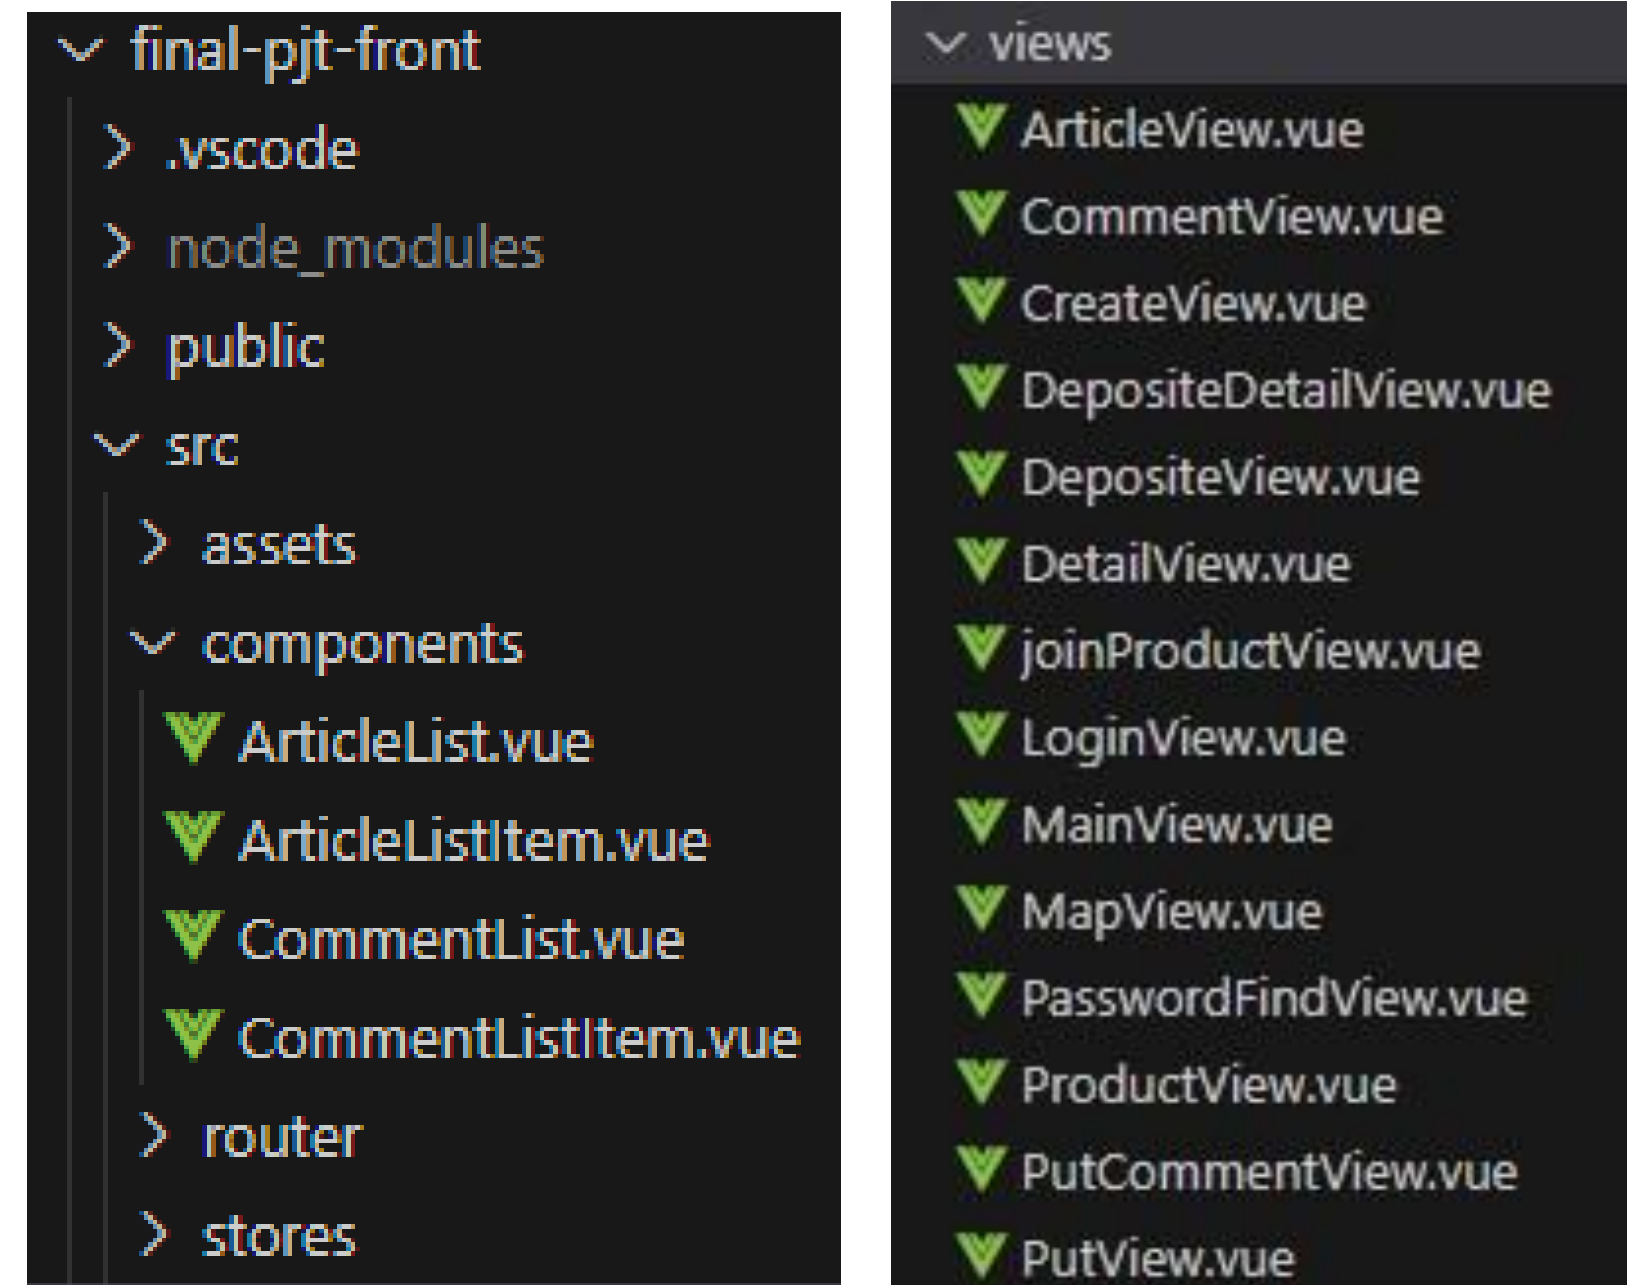 final-pjt-front
.vscode
node_modules
public
src
assets
components
ArticleList.vue
ArticleListItem.vue
CommentList.vue
CommentListItem.vue
router
stores
views
ArticleView.vue
CommentView.vue
CreateView.vue
DepositeDetailView.vue
DepositeView.vue
DetailView.vue
joinProductView.vue
LoginView.vue
MainView.vue
MapView.vue
PasswordFindView.vue
ProductView.vue
PutCommentView.vue
PutView.vue